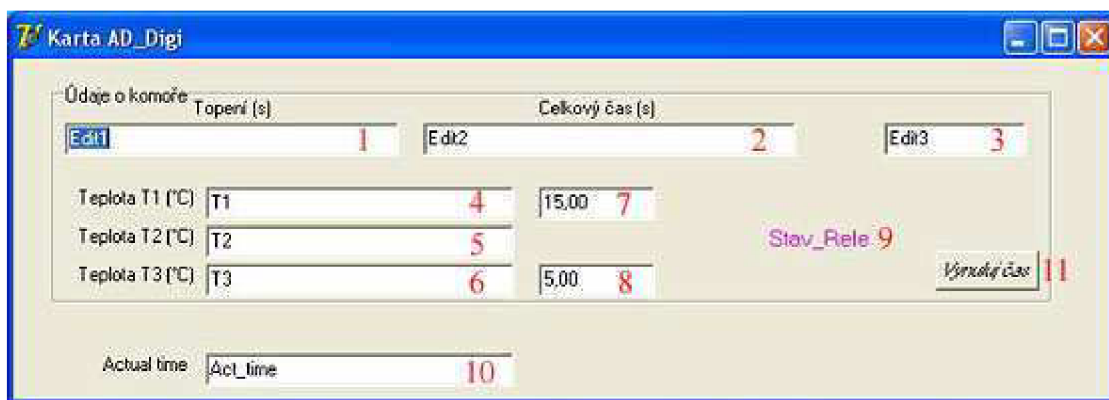 Karta AD_Digi
Údaje o komoře
Topení (s) Celkový čas (s)
Edit1 1 Edit2 2 Edit3 3
Teplota T1 (°C) T1 4 15,00 7
Teplota T2 (°C) T2 5 Stav_Rele 9
Teplota T3 (°C) T3 6 5,00 8
Vynuluj čas 11
Actual time Act_time 10